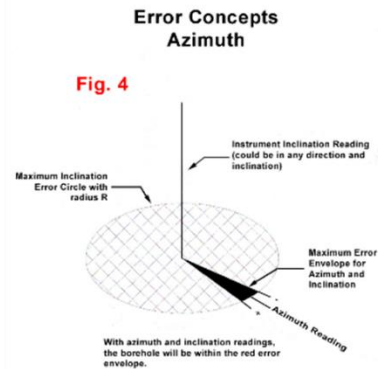 Error Concepts
Azimuth
Fig. 4
Instrument Inclination Reading
(could be in any direction and
inclination)
Maximum Inclination
Error Circle with
radius R
Maximum Error
Envelope for
Azimuth and
Inclination
-
+
Azimuth Reading
With azimuth and inclination readings,
the borehole will be within the red error
envelope.